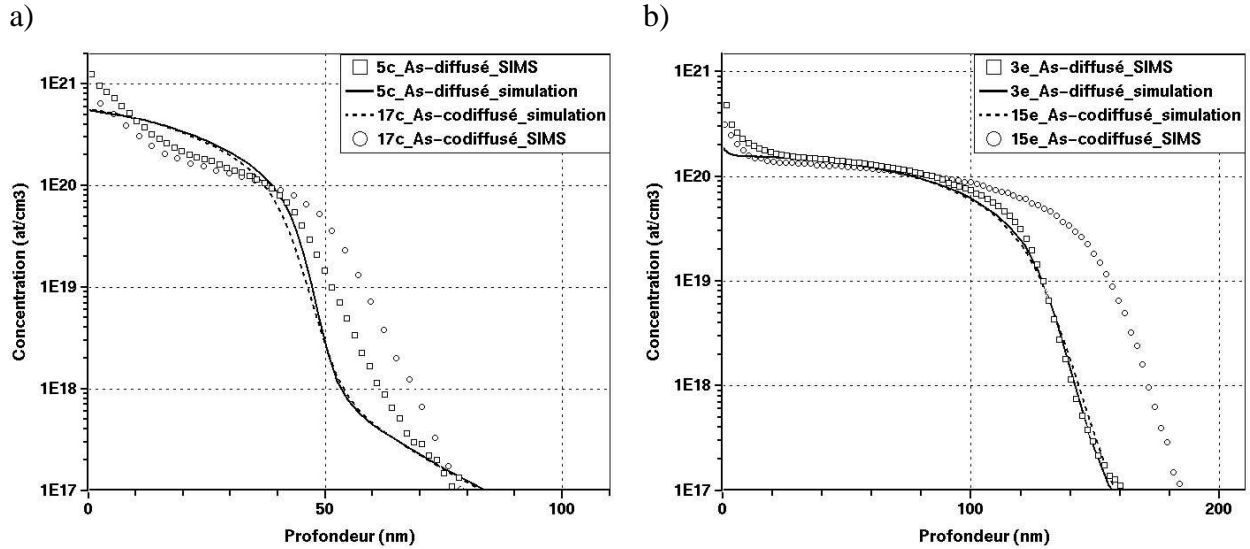 a)
1E21
1E20
1E19
1E18
1E17
Concentration (at/cm3)
0
50
100
Profondeur (nm)
5c_As-diffusé_SIMS
5c_As-diffusé_simulation
17c_As-codiffusé_simulation
17c_As-codiffusé_SIMS
b)
1E21
1E20
1E19
1E18
1E17
Concentration (at/cm3)
0
100
200
Profondeur (nm)
3e_As-diffusé_SIMS
3e_As-diffusé_simulation
15e_As-codiffusé_simulation
15e_As-codiffusé_SIMS